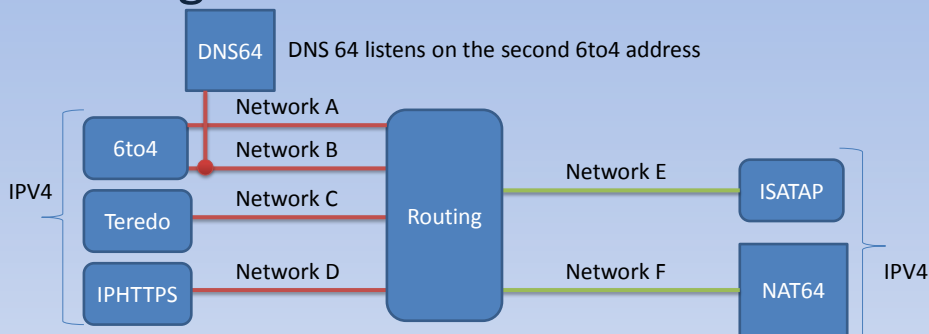 DNS64
DNS 64 listens on the second 6to4 address
Network A
6to4
Network B
Network E
IPV4
Network C
ISATAP
Teredo
Routing
Network D
Network F
IPV4
IPHTTPS
NAT64